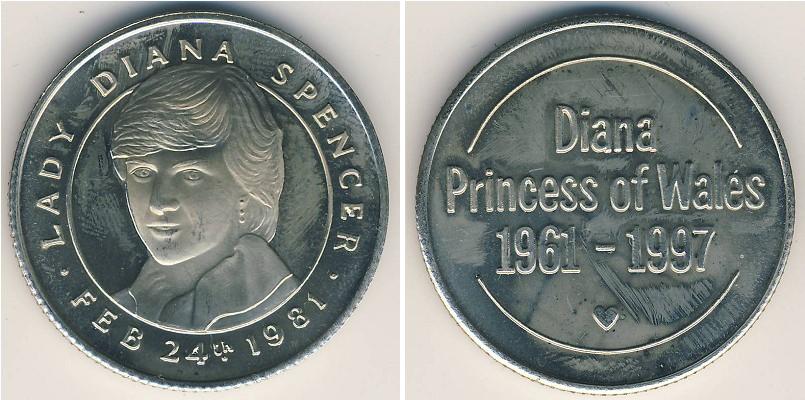 · LADY DIANA SPENCER ·
FEB 24th 1981
Diana
Princess of Wales
1961 - 1997